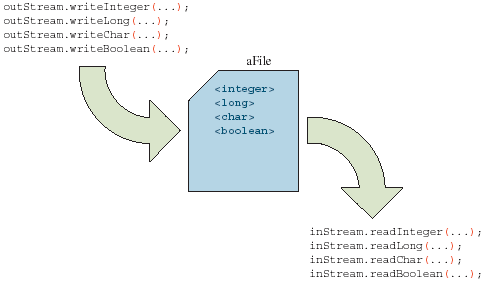 outStream.writeInteger(...);
outStream.writeLong(...);
outStream.writeChar(...);
outStream.writeBoolean(...);
aFile
<integer>
<long>
<char>
<boolean>
inStream.readInteger(...);
inStream.readLong(...);
inStream.readChar(...);
inStream.readBoolean(...);